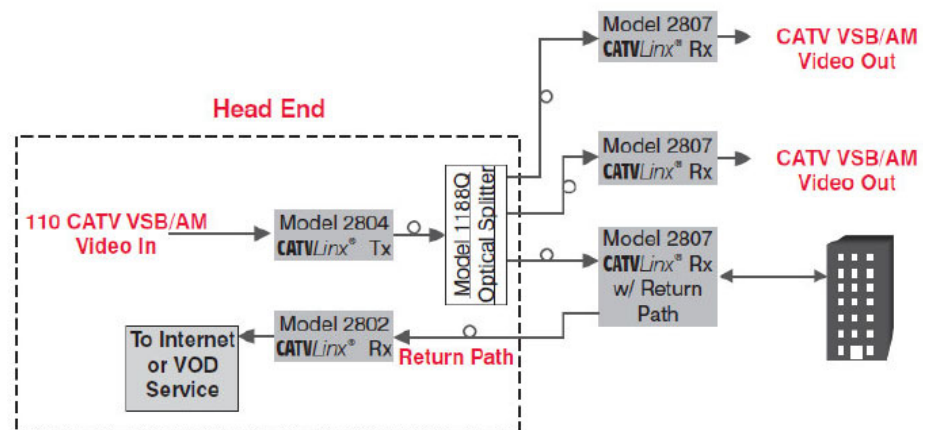 Head End
110 CATV VSB/AM
Video In
Model 2804
CATVLinx® Tx
Model 1188Q
Optical Splitter
Model 2807
CATVLinx® Rx
CATV VSB/AM
Video Out
Model 2807
CATVLinx® Rx
CATV VSB/AM
Video Out
Model 2807
CATVLinx® Rx
w/ Return
Path
Return Path
Model 2802
CATVLinx® Rx
To Internet
or VOD
Service